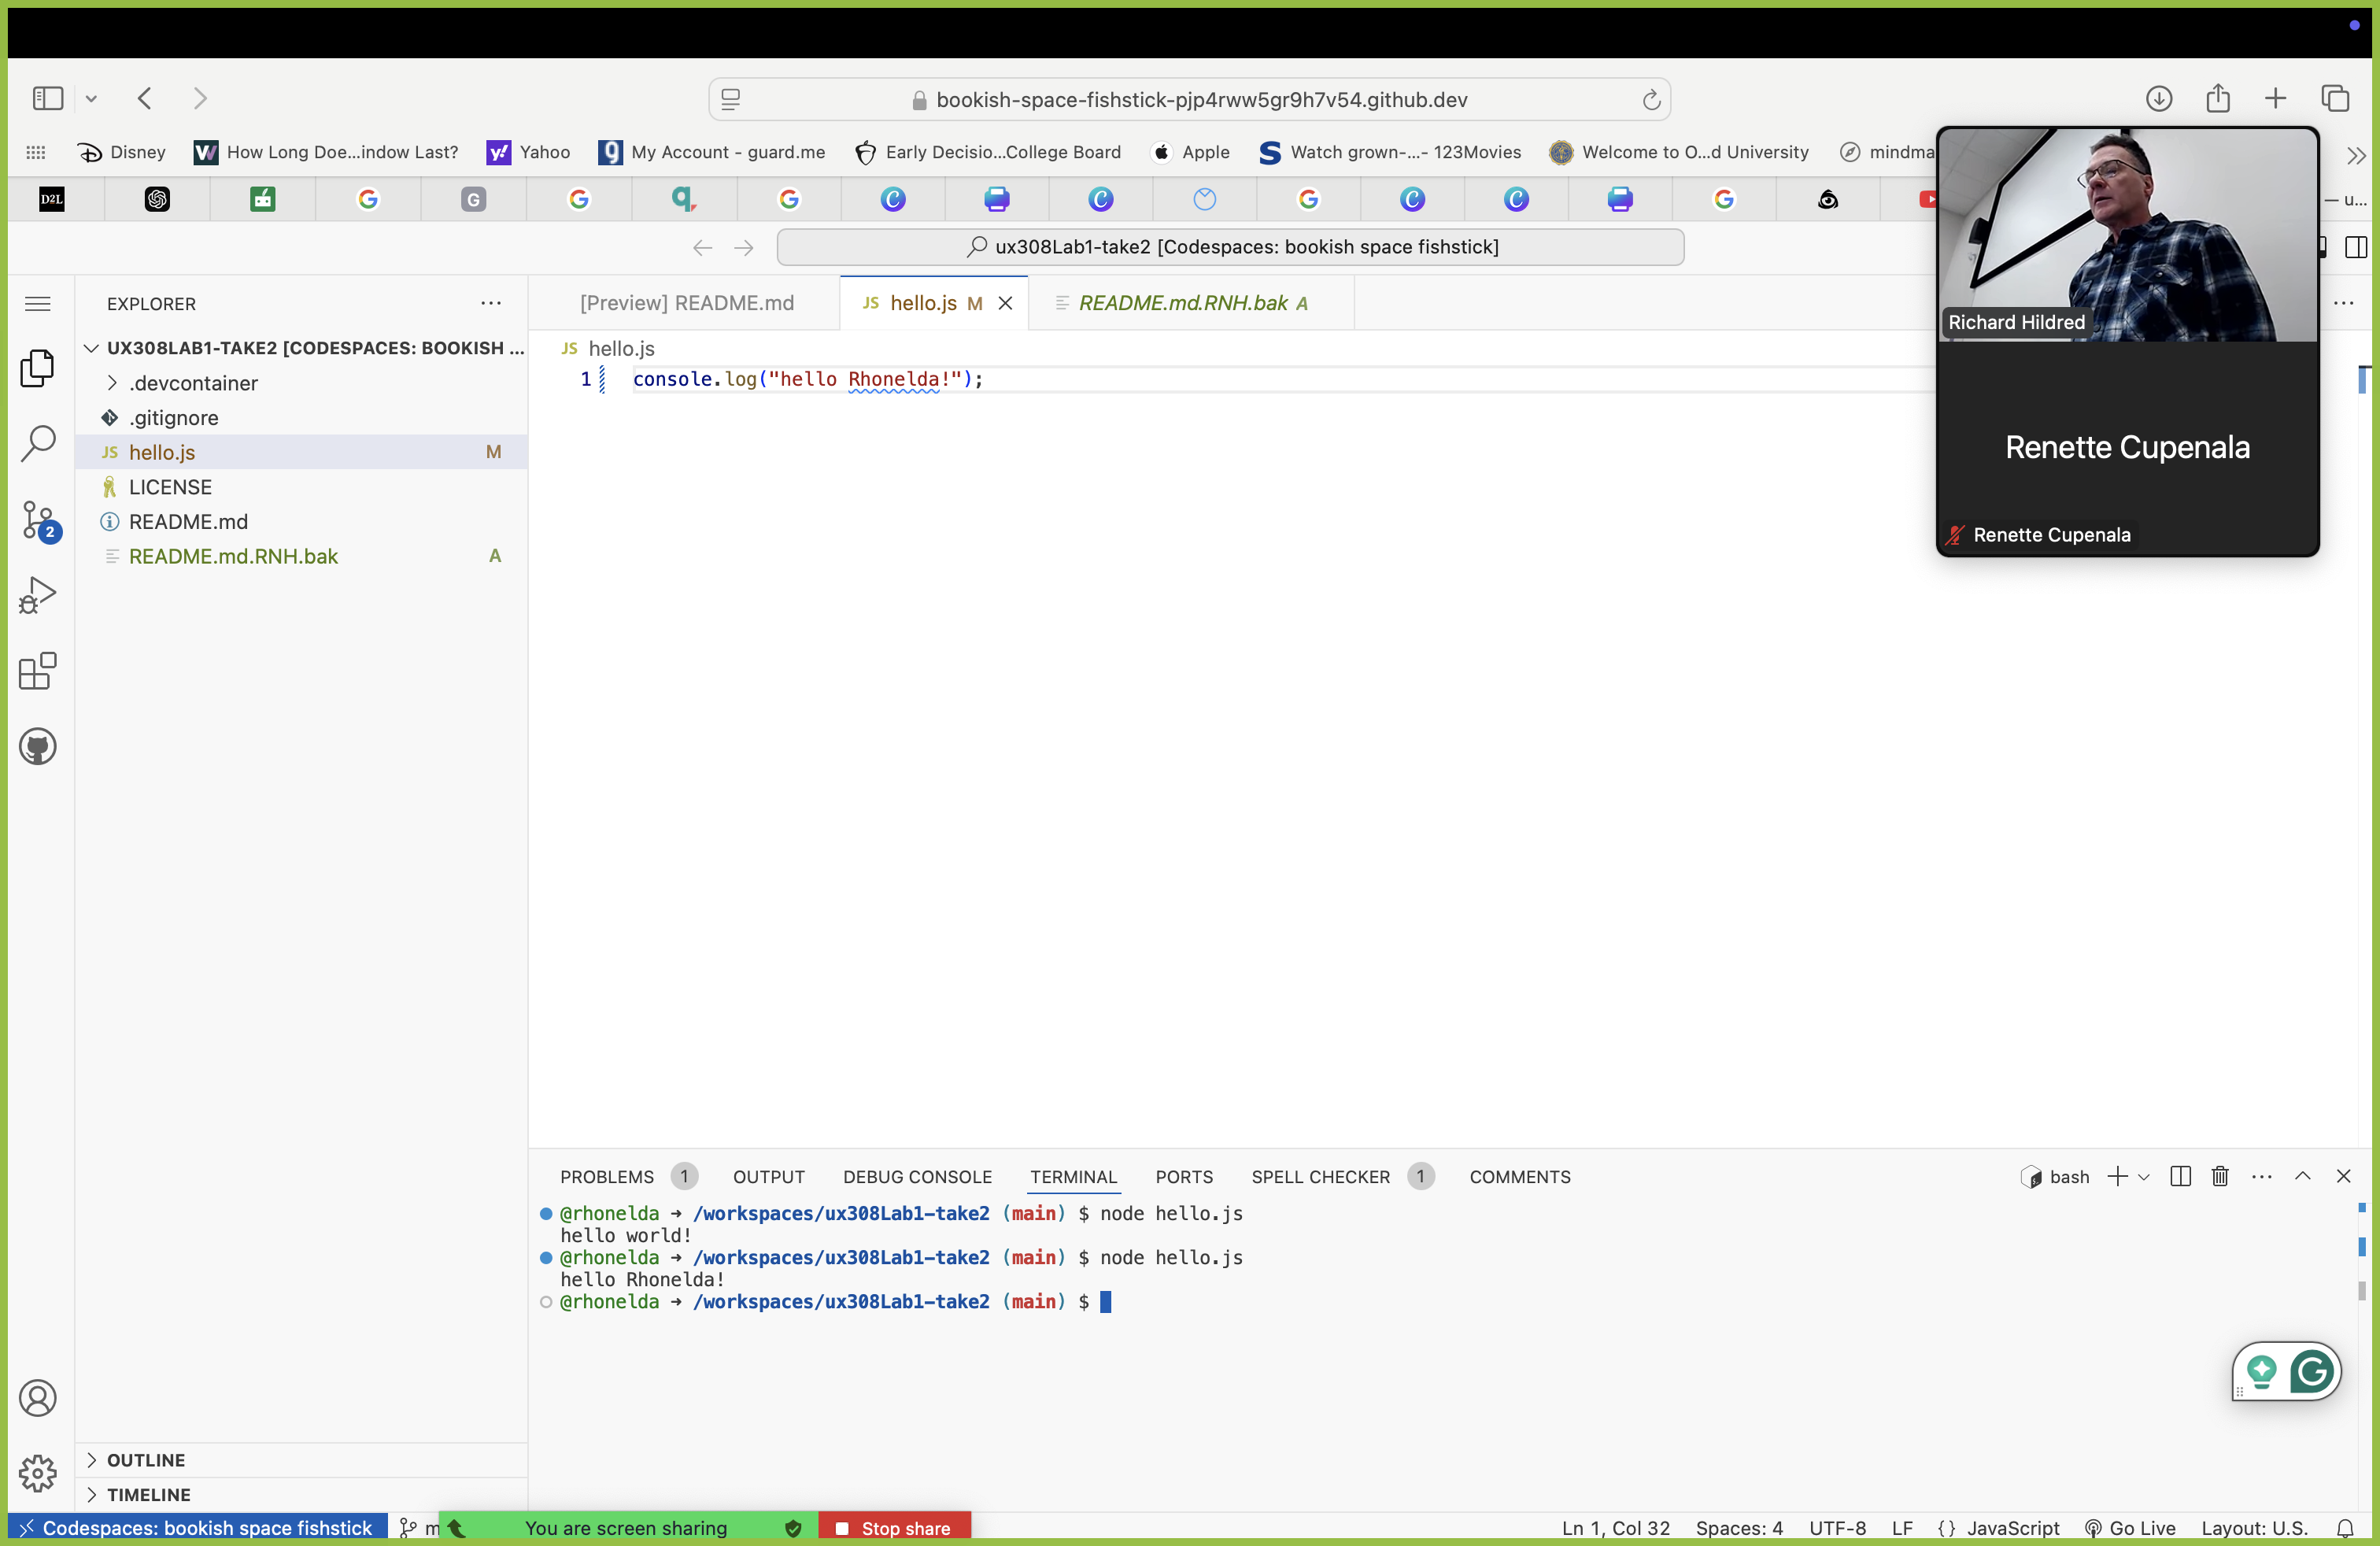 bookish-space-fishstick-pjp4rww5gr9h7v54.github.dev
Disney
How Long Doe...indow Last?
Yahoo
My Account - guard.me
Early Decisio...College Board
Apple
Watch grown-...- 123Movies
Welcome to O...d University
mindma
D2L
— u...
ux308Lab1-take2 [Codespaces: bookish space fishstick]
EXPLORER
[Preview] README.md
JS hello.js M
README.md.RNH.bak A
Richard Hildred
UX308LAB1-TAKE2 [CODESPACES: BOOKISH ...
JS hello.js
.devcontainer
1 console.log("hello Rhonelda!");
.gitignore
JS hello.js M
Renette Cupenala
LICENSE
README.md
2
Renette Cupenala
README.md.RNH.bak A
PROBLEMS 1 OUTPUT DEBUG CONSOLE TERMINAL PORTS SPELL CHECKER 1 COMMENTS
bash
@rhonelda → /workspaces/ux308Lab1-take2 (main) $ node hello.js
hello world!
@rhonelda → /workspaces/ux308Lab1-take2 (main) $ node hello.js
hello Rhonelda!
@rhonelda → /workspaces/ux308Lab1-take2 (main) $
OUTLINE
TIMELINE
Codespaces: bookish space fishstick
m
You are screen sharing
Stop share
Ln 1, Col 32 Spaces: 4 UTF-8 LF {} JavaScript Go Live Layout: U.S.